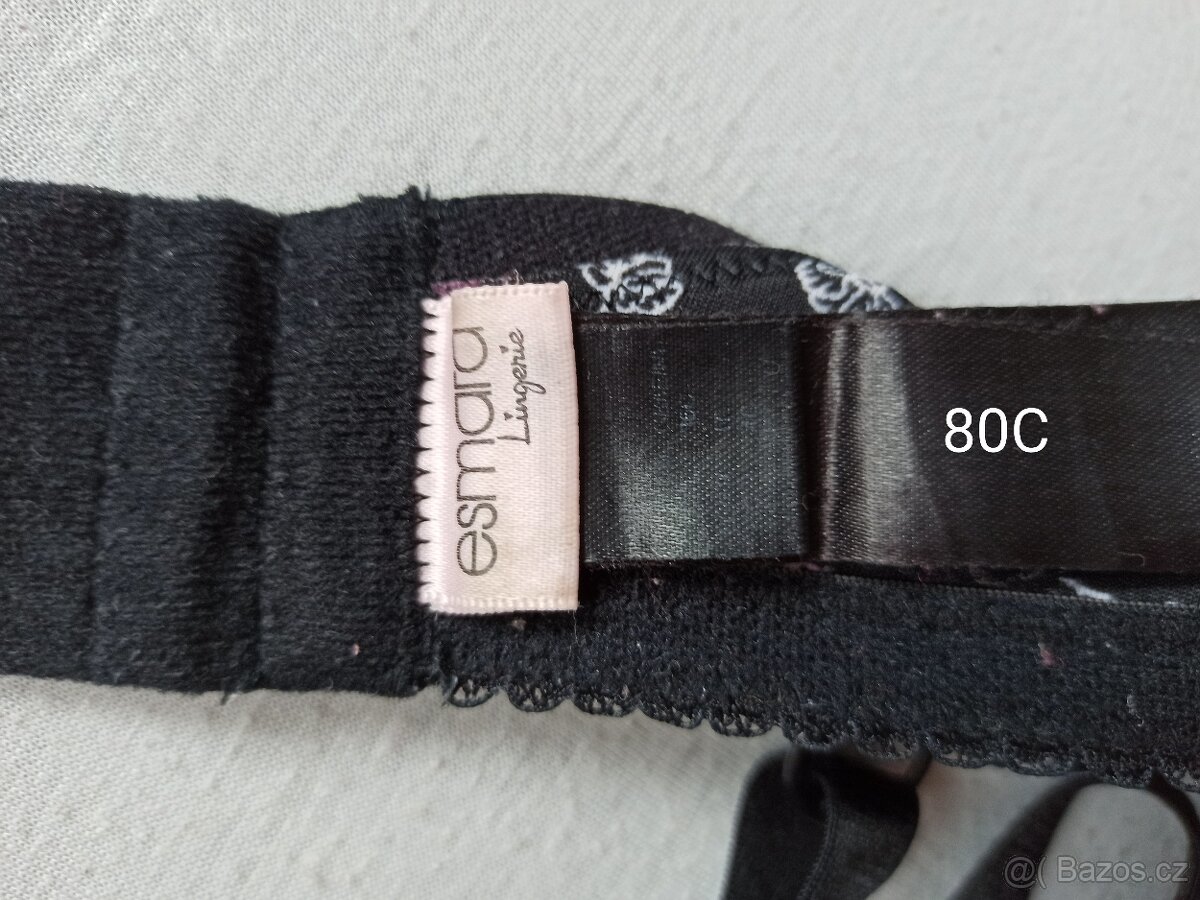 esmara
Lingerie
80C
@( Bazos.cz